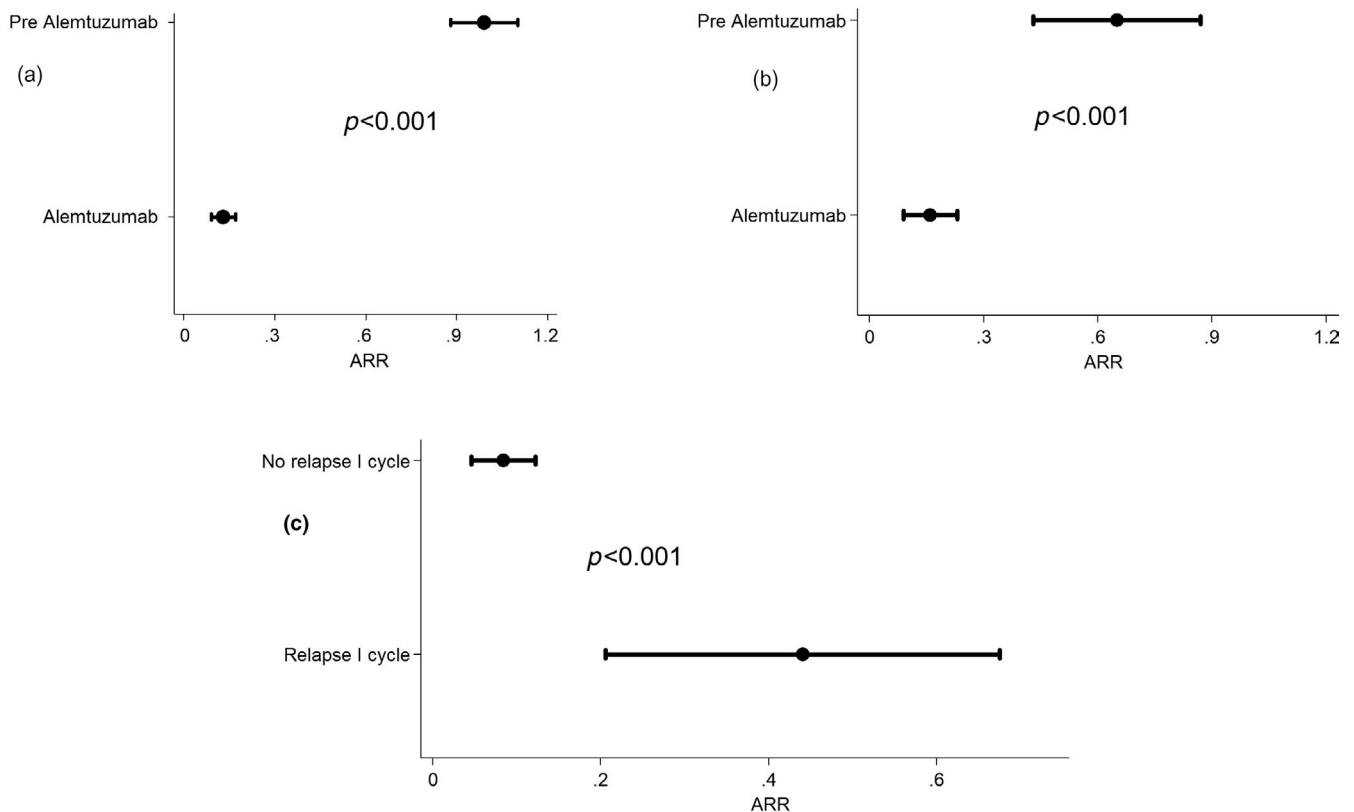 Pre Alemtuzumab
(a)
p<0.001
Alemtuzumab
0 .3 .6 .9 1.2
ARR
Pre Alemtuzumab
(b)
p<0.001
Alemtuzumab
0 .3 .6 .9 1.2
ARR
No relapse I cycle
(c)
p<0.001
Relapse I cycle
0 .2 .4 .6
ARR